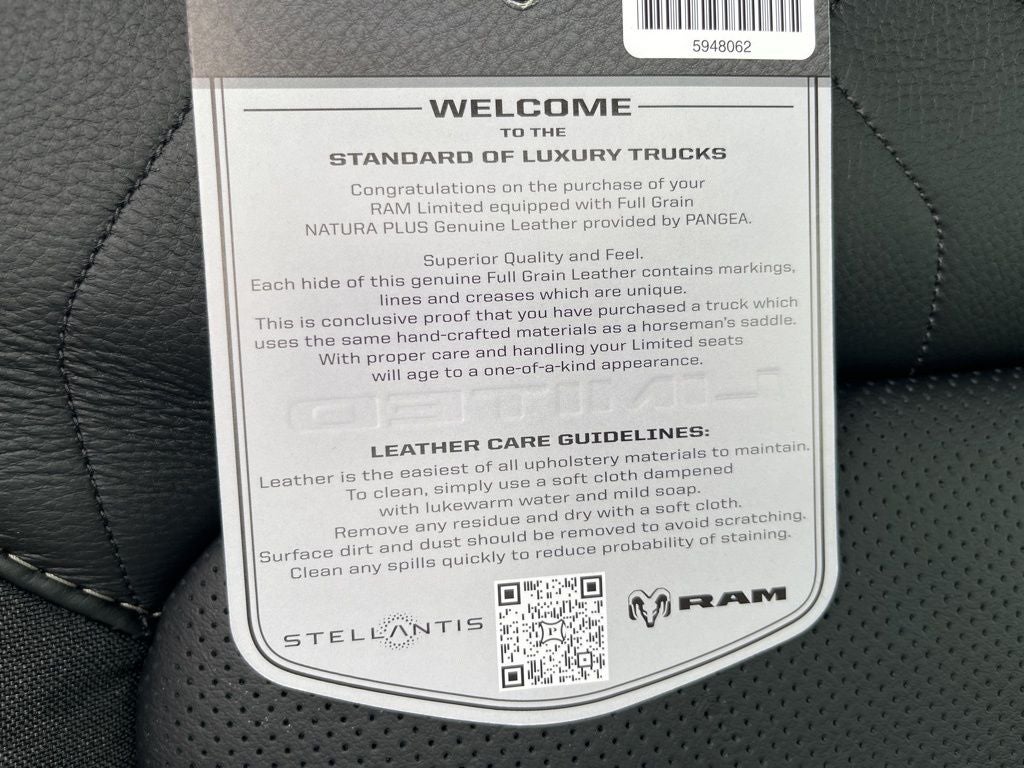 5948062
WELCOME
TO THE
STANDARD OF LUXURY TRUCKS
Congratulations on the purchase of your
RAM Limited equipped with Full Grain
NATURA PLUS Genuine Leather provided by PANGEA.
Superior Quality and Feel.
Each hide of this genuine Full Grain Leather contains markings,
lines and creases which are unique.
This is conclusive proof that you have purchased a truck which
uses the same hand-crafted materials as a horseman's saddle.
With proper care and handling your Limited seats
will age to a one-of-a-kind appearance.
LIMITED
LEATHER CARE GUIDELINES:
Leather is the easiest of all upholstery materials to maintain.
To clean, simply use a soft cloth dampened
with lukewarm water and mild soap.
Remove any residue and dry with a soft cloth.
Surface dirt and dust should be removed to avoid scratching.
Clean any spills quickly to reduce probability of staining.
STELLANTIS
RAM